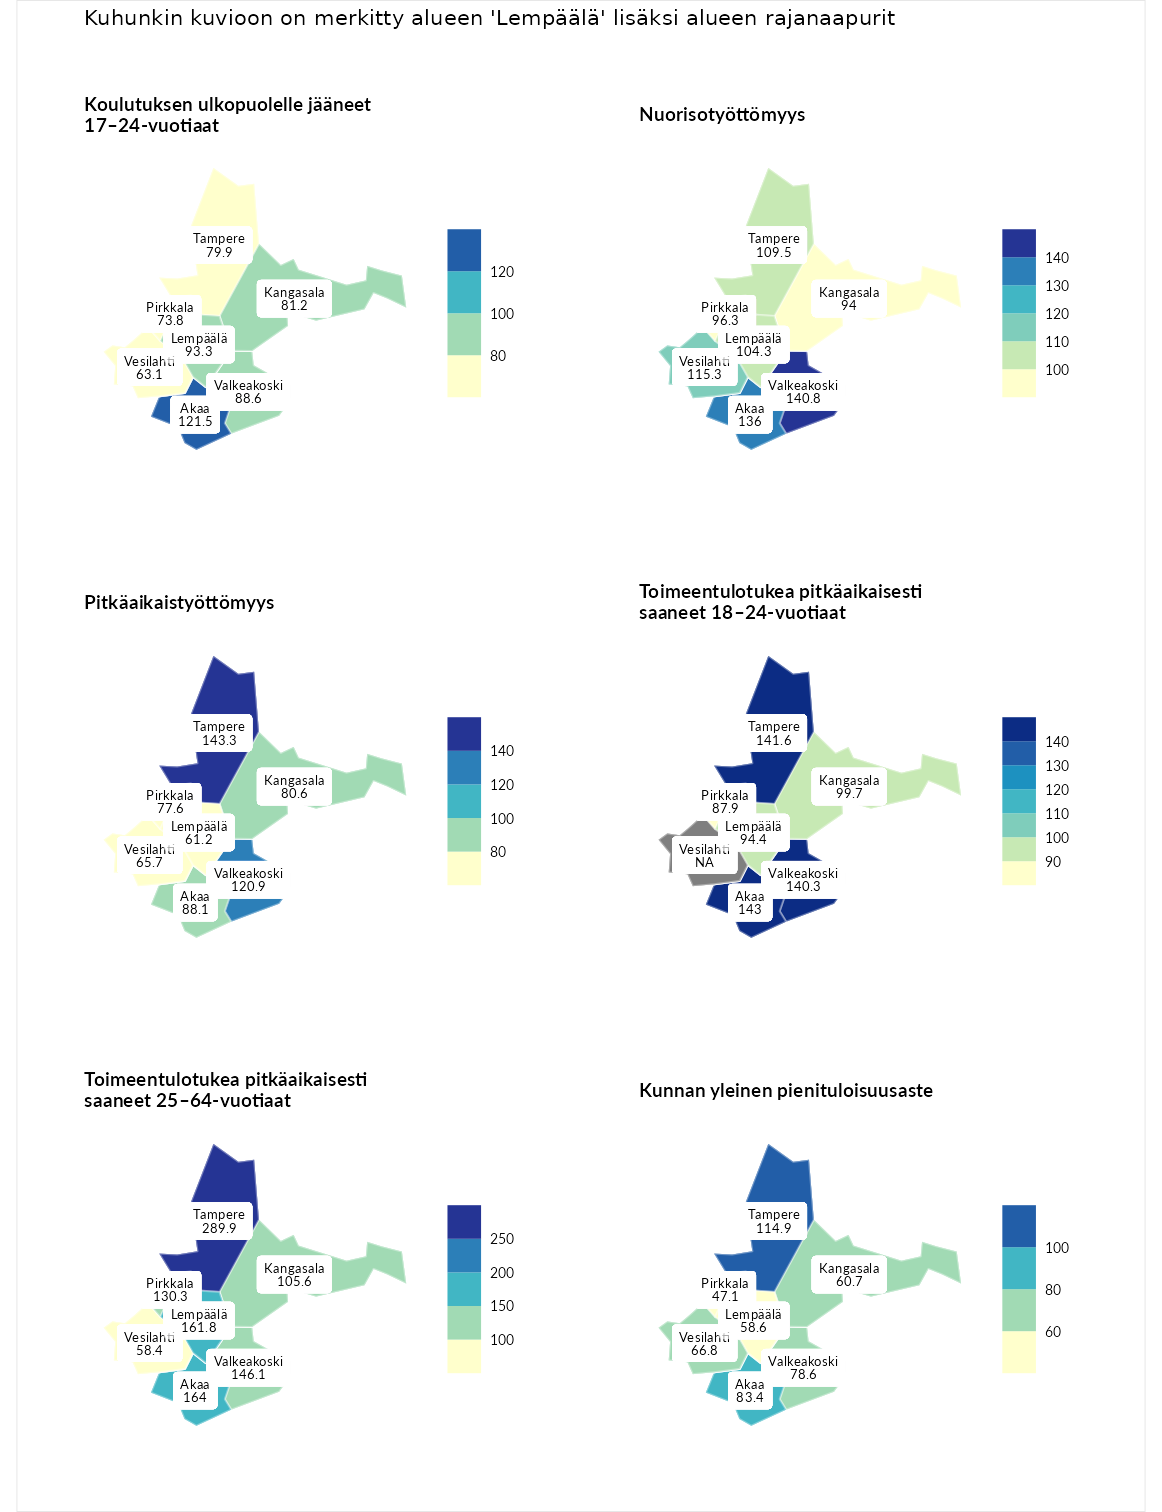 Kuhunkin kuvioon on merkitty alueen 'Lempäälä' lisäksi alueen rajanaapurit
Koulutuksen ulkopuolelle jääneet
17–24-vuotiaat
Tampere
79.9
Kangasala
81.2
Pirkkala
73.8
Lempäälä
93.3
Vesilahti
63.1
Valkeakoski
88.6
Akaa
121.5
120
100
80
Nuorisotyöttömyys
Tampere
109.5
Kangasala
94
Pirkkala
96.3
Lempäälä
104.3
Vesilahti
115.3
Valkeakoski
140.8
Akaa
136
140
130
120
110
100
Pitkäaikaistyöttömyys
Tampere
143.3
Kangasala
80.6
Pirkkala
77.6
Lempäälä
61.2
Vesilahti
65.7
Valkeakoski
120.9
Akaa
88.1
140
120
100
80
Toimeentulotukea pitkäaikaisesti
saaneet 18–24-vuotiaat
Tampere
141.6
Kangasala
99.7
Pirkkala
87.9
Lempäälä
94.4
Vesilahti
NA
Valkeakoski
140.3
Akaa
143
140
130
120
110
100
90
Toimeentulotukea pitkäaikaisesti
saaneet 25–64-vuotiaat
Tampere
289.9
Kangasala
105.6
Pirkkala
130.3
Lempäälä
161.8
Vesilahti
58.4
Valkeakoski
146.1
Akaa
164
250
200
150
100
Kunnan yleinen pienituloisuusaste
Tampere
114.9
Kangasala
60.7
Pirkkala
47.1
Lempäälä
58.6
Vesilahti
66.8
Valkeakoski
78.6
Akaa
83.4
100
80
60